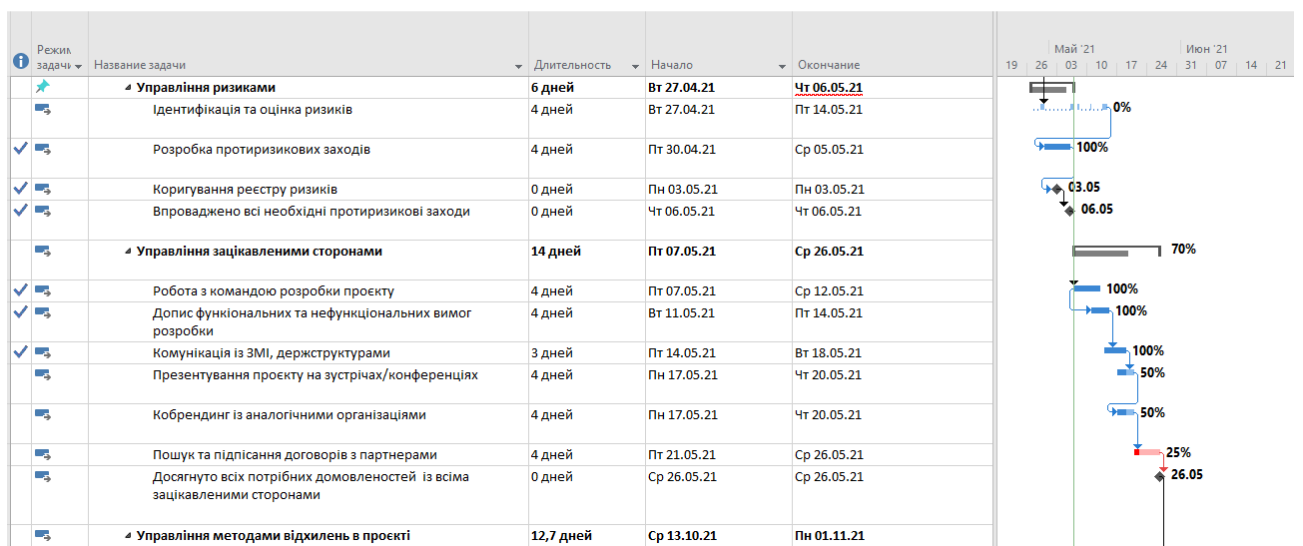 Режим
задачи Название задачи Длительность Начало Окончание
Май '21 Июн '21
19 26 03 10 17 24 31 07 14 21
Управління ризиками 6 дней Вт 27.04.21 Чт 06.05.21
Ідентифікація та оцінка ризиків 4 дней Вт 27.04.21 Пт 14.05.21 0%
Розробка протиризикових заходів 4 дней Пт 30.04.21 Ср 05.05.21 100%
Коригування реєстру ризиків 0 дней Пн 03.05.21 Пн 03.05.21 03.05
Впроваджено всі необхідні протиризикові заходи 0 дней Чт 06.05.21 Чт 06.05.21 06.05
Управління зацікавленими сторонами 14 дней Пт 07.05.21 Ср 26.05.21 70%
Робота з командою розробки проєкту 4 дней Пт 07.05.21 Ср 12.05.21 100%
Допис функіональних та нефункціональних вимог 4 дней Вт 11.05.21 Пт 14.05.21 100%
розробки
Комунікація із ЗМІ, держструктурами 3 дней Пт 14.05.21 Вт 18.05.21 100%
Презентування проєкту на зустрічах/конференціях 4 дней Пн 17.05.21 Чт 20.05.21 50%
Кобрендинг із аналогічними організаціями 4 дней Пн 17.05.21 Чт 20.05.21 50%
Пошук та підпісання договорів з партнерами 4 дней Пт 21.05.21 Ср 26.05.21 25%
Досягнуто всіх потрібних домовленостей із всіма 0 дней Ср 26.05.21 Ср 26.05.21 26.05
зацікавленими сторонами
Управління методами відхилень в проєкті 12,7 дней Ср 13.10.21 Пн 01.11.21